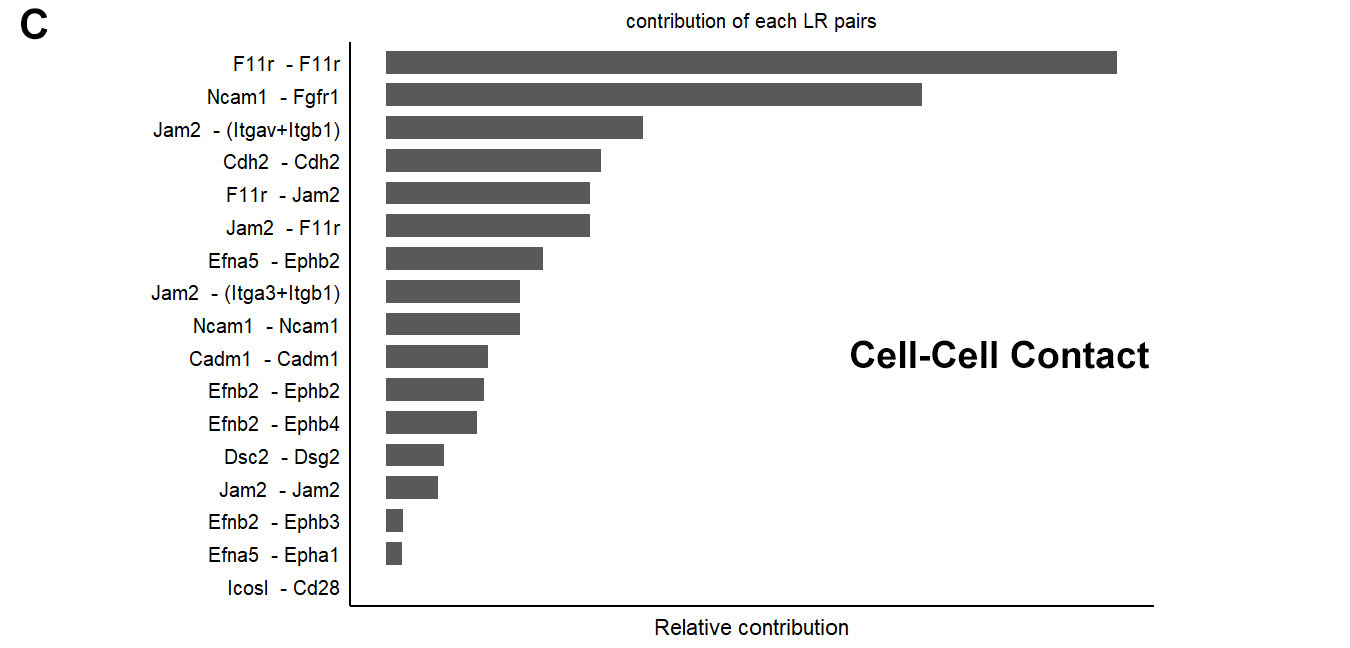 C
contribution of each LR pairs
F11r - F11r
Ncam1 - Fgfr1
Jam2 - (Itgav+Itgb1)
Cdh2 - Cdh2
F11r - Jam2
Jam2 - F11r
Efna5 - Ephb2
Jam2 - (Itga3+Itgb1)
Ncam1 - Ncam1
Cadm1 - Cadm1
Efnb2 - Ephb2
Efnb2 - Ephb4
Dsc2 - Dsg2
Jam2 - Jam2
Efnb2 - Ephb3
Efna5 - Epha1
Icosl - Cd28
Cell-Cell Contact
Relative contribution